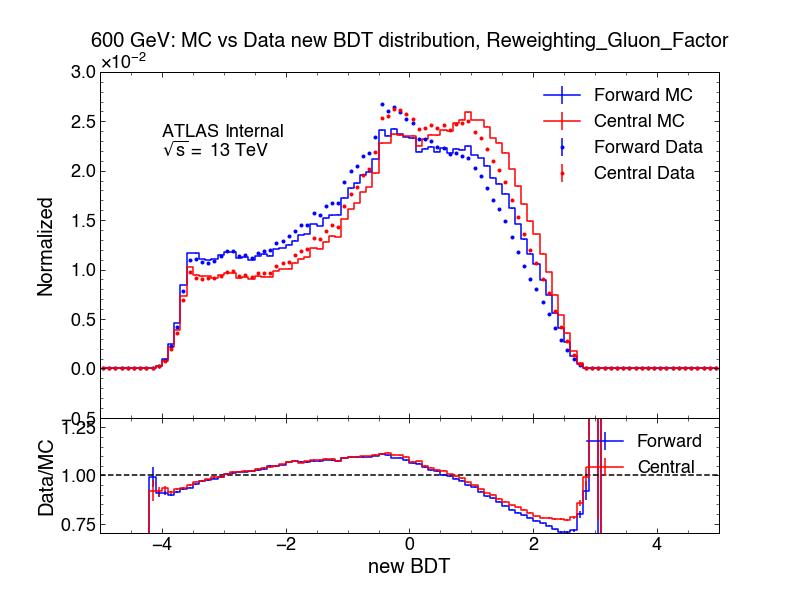 600 GeV: MC vs Data new BDT distribution, Reweighting_Gluon_Factor
×10⁻²
3.0
2.5
2.0
1.5
1.0
0.5
0.0
−0.5
Normalized
ATLAS Internal
√s = 13 TeV
Forward MC
Central MC
Forward Data
Central Data
1.25
1.00
0.75
Data/MC
Forward
Central
−4 −2 0 2 4
new BDT